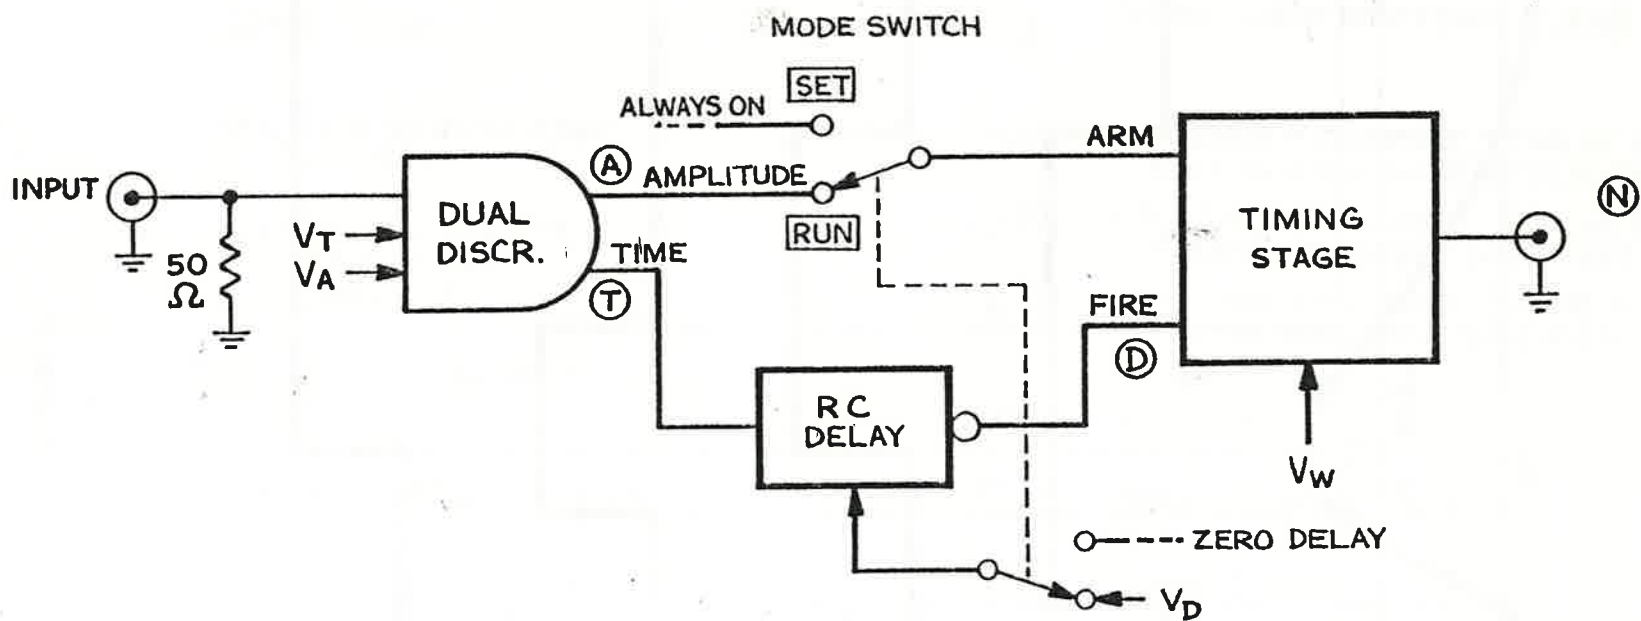 MODE SWITCH
SET
ALWAYS ON
INPUT
50
Ω
VT
VA
DUAL
DISCR.
A
AMPLITUDE
RUN
TIME
T
ARM
TIMING
STAGE
N
FIRE
D
RC
DELAY
VW
ZERO DELAY
VD